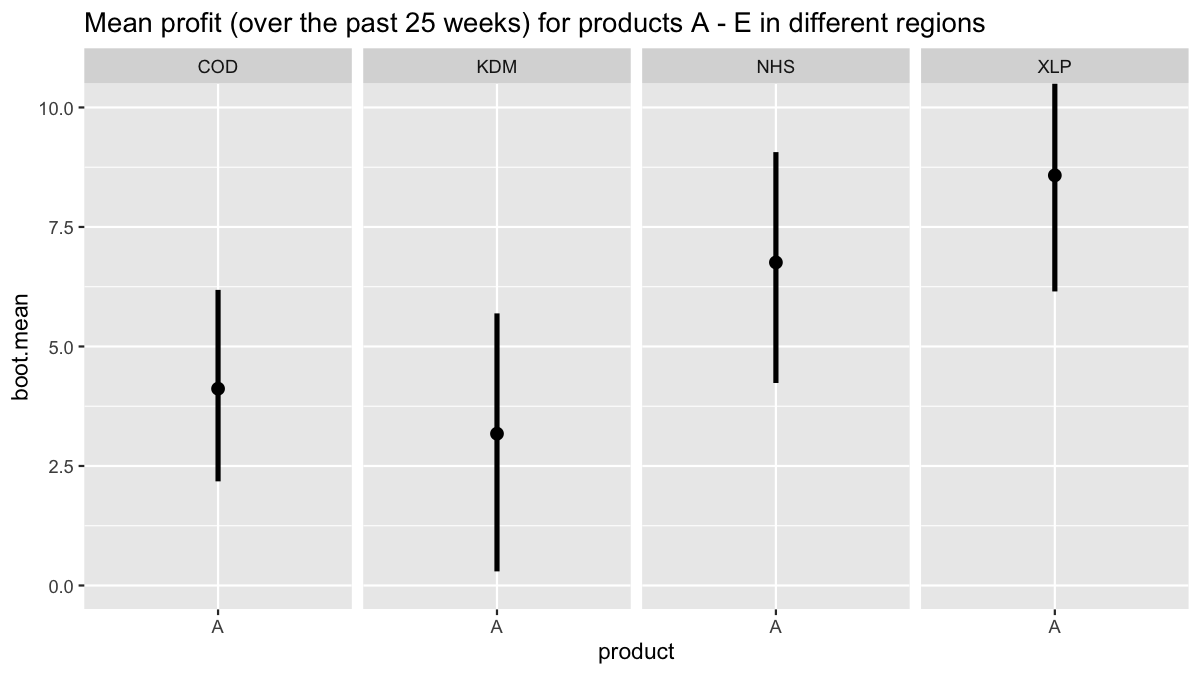 Mean profit (over the past 25 weeks) for products A - E in different regions
COD KDM NHS XLP
boot.mean
10.0
7.5
5.0
2.5
0.0
A A A A
product